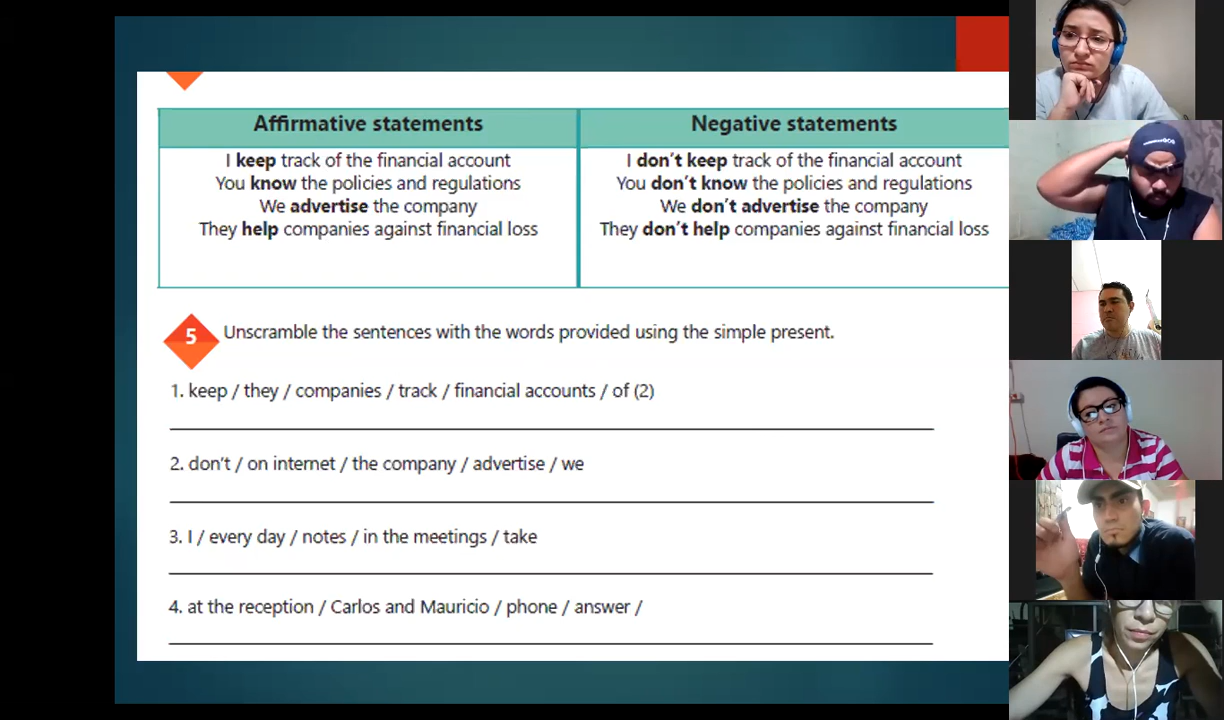 Affirmative statements
I keep track of the financial account
You know the policies and regulations
We advertise the company
They help companies against financial loss
Negative statements
I don't keep track of the financial account
You don't know the policies and regulations
We don't advertise the company
They don't help companies against financial loss
5 Unscramble the sentences with the words provided using the simple present.
1. keep / they / companies / track / financial accounts / of (2)
2. don't / on internet / the company / advertise / we
3. I / every day / notes / in the meetings / take
4. at the reception / Carlos and Mauricio / phone / answer /